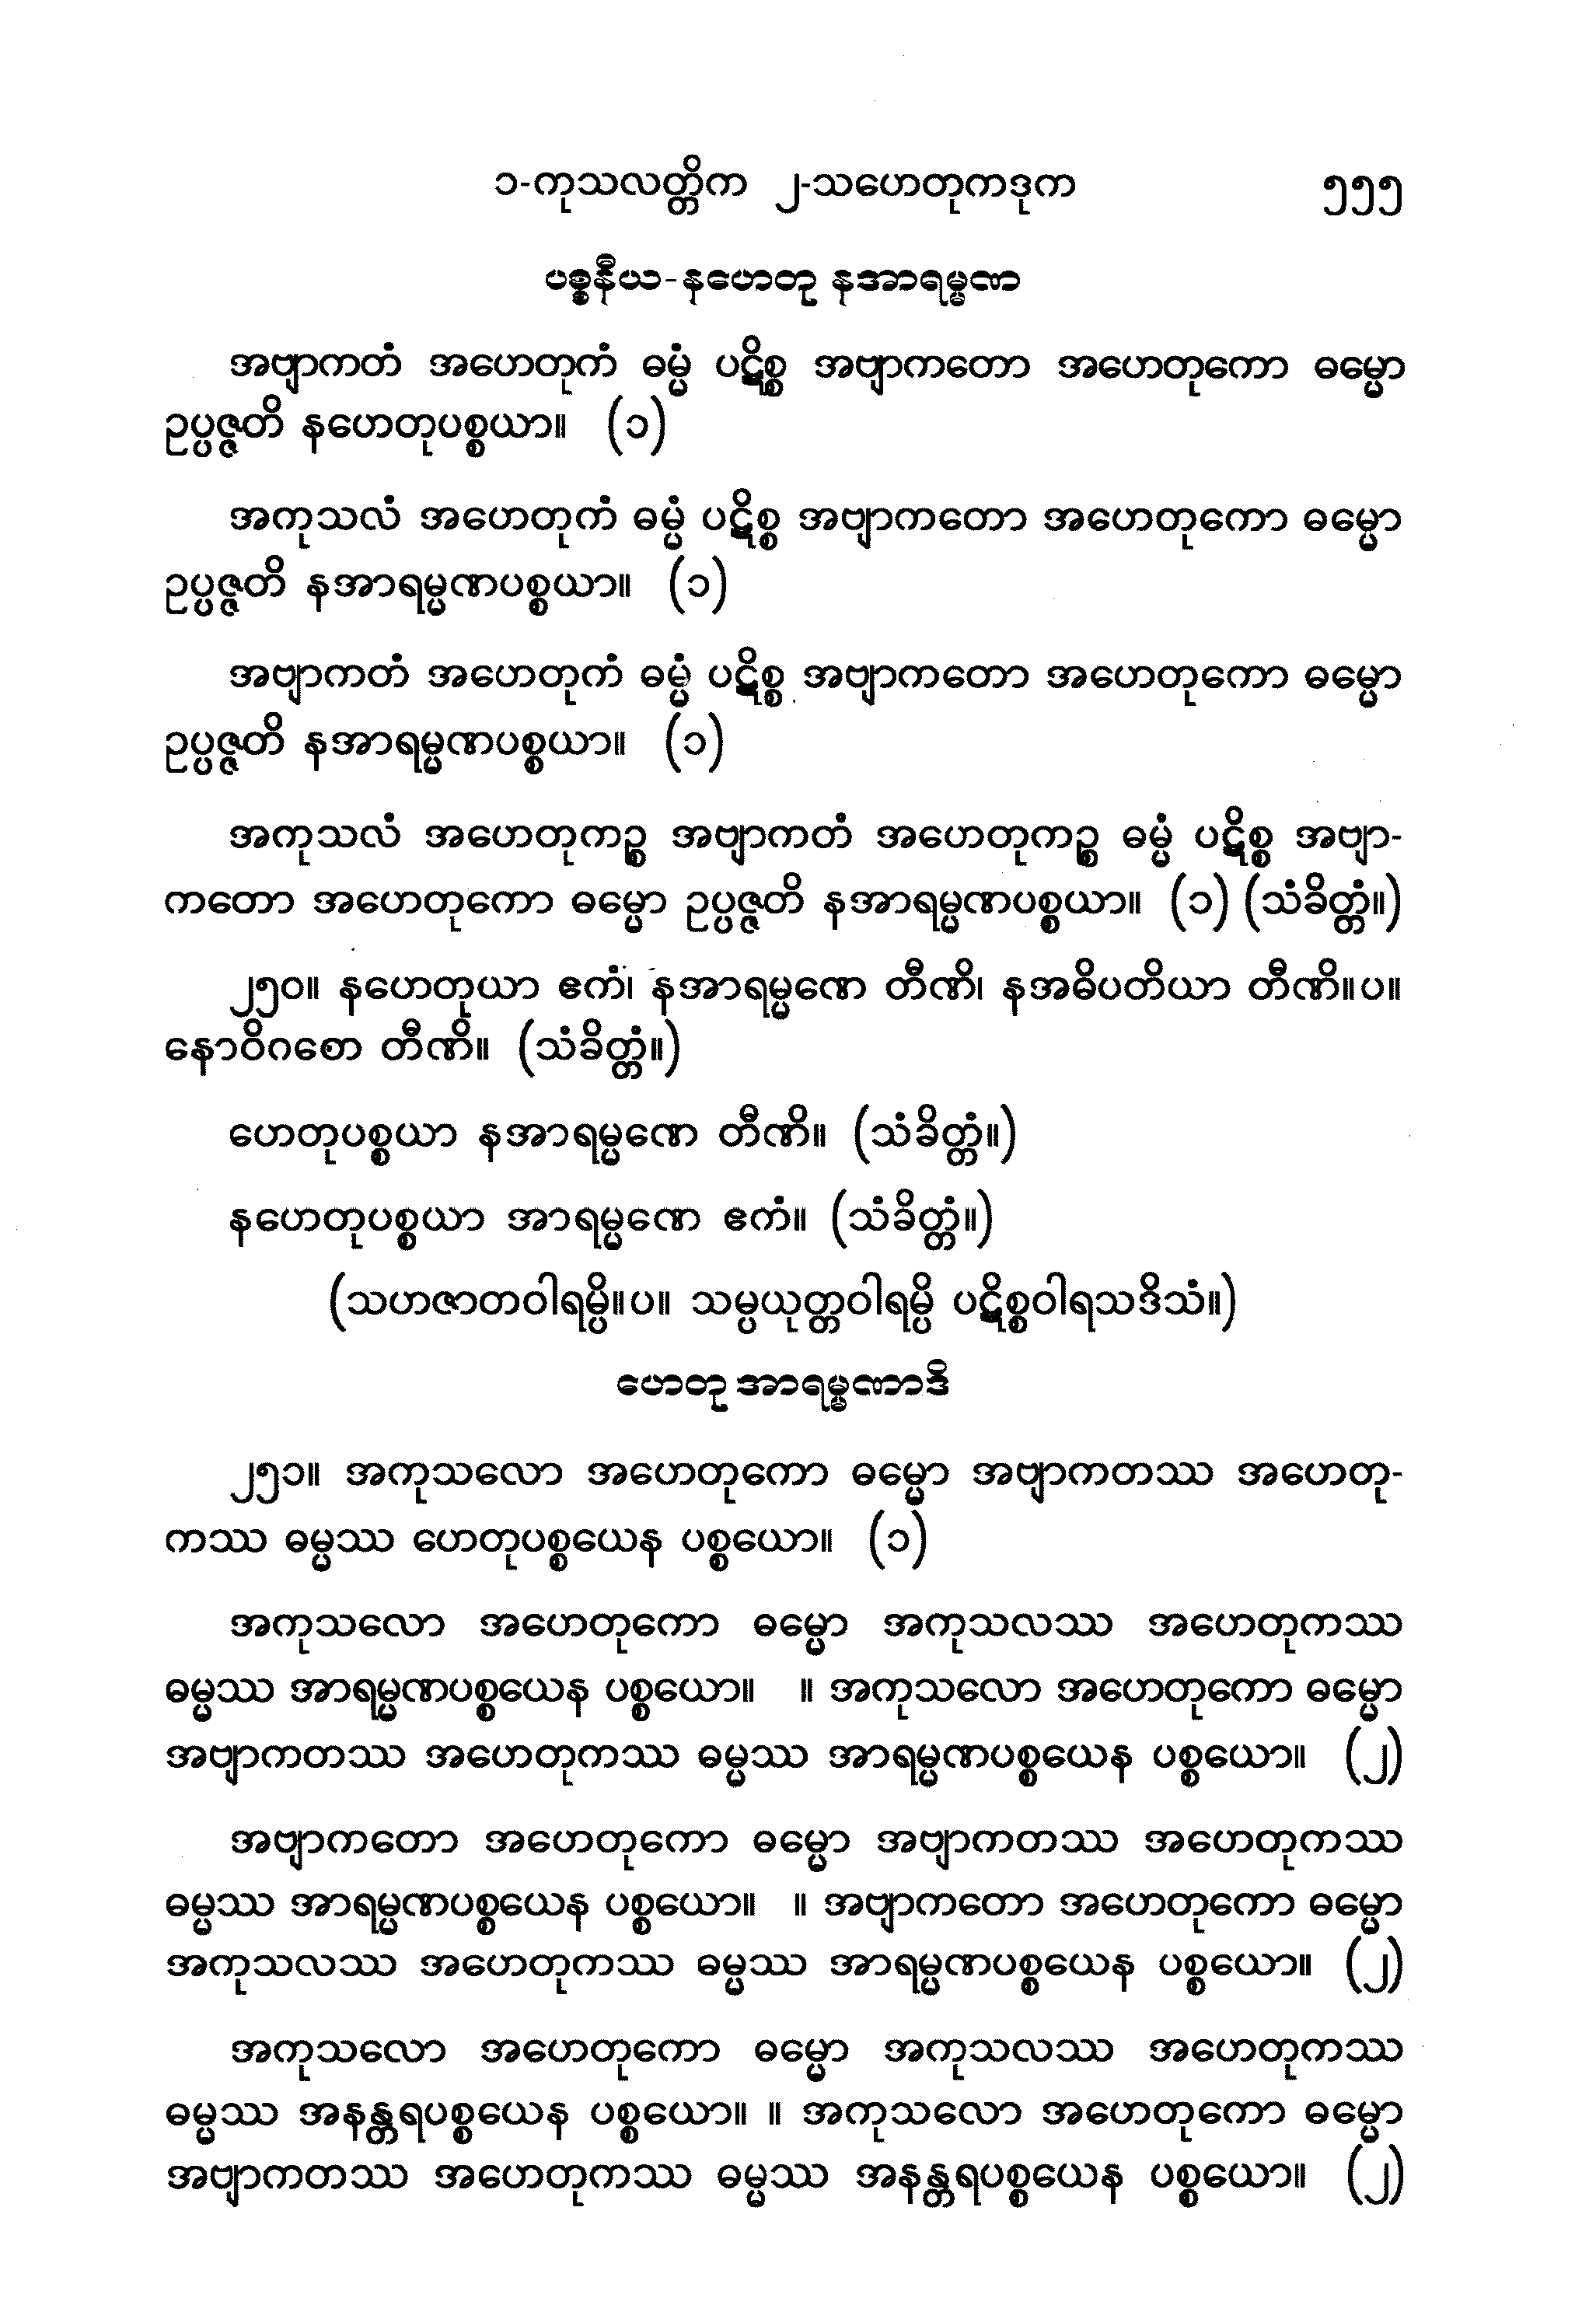 ၁-ကုသလတ္တိက ၂-သဟေတုကဒုက ၅၅၅
ပစ္စနီယ-နဟေတု နအာရမ္မဏ
အဗျာကတံ အဟေတုကံ ဓမ္မံ ပဋိစ္စ အဗျာကတော အဟေတုကော ဓမ္မော
ဥပ္ပဇ္ဇတိ နဟေတုပစ္စယာ။ (၁)
အကုသလံ အဟေတုကံ ဓမ္မံ ပဋိစ္စ အဗျာကတော အဟေတုကော ဓမ္မော
ဥပ္ပဇ္ဇတိ နအာရမ္မဏပစ္စယာ။ (၁)
အဗျာကတံ အဟေတုကံ ဓမ္မံ ပဋိစ္စ အဗျာကတော အဟေတုကော ဓမ္မော
ဥပ္ပဇ္ဇတိ နအာရမ္မဏပစ္စယာ။ (၁)
အကုသလံ အဟေတုကဉ္စ အဗျာကတံ အဟေတုကဉ္စ ဓမ္မံ ပဋိစ္စ အဗျာ-
ကတော အဟေတုကော ဓမ္မော ဥပ္ပဇ္ဇတိ နအာရမ္မဏပစ္စယာ။ (၁) (သံခိတ္တံ။)
၂၅၀။ နဟေတုယာ ဧကံ၊ နအာရမ္မဏေ တီဏိ၊ နအဓိပတိယာ တီဏိ။ပ။
နောဝိဂစော တီဏိ။ (သံခိတ္တံ။)
ဟေတုပစ္စယာ နအာရမ္မဏေ တီဏိ။ (သံခိတ္တံ။)
နဟေတုပစ္စယာ အာရမ္မဏေ ဧကံ။ (သံခိတ္တံ။)
(သဟဇာတဝါရမ္ပိ။ပ။ သမ္ပယုတ္တဝါရမ္ပိ ပဋိစ္စဝါရသဒိသံ။)
ဟေတု အာရမ္မဏာဒိ
၂၅၁။ အကုသလော အဟေတုကော ဓမ္မော အဗျာကတဿ အဟေတု-
ကဿ ဓမ္မဿ ဟေတုပစ္စယေန ပစ္စယော။ (၁)
အကုသလော အဟေတုကော ဓမ္မော အကုသလဿ အဟေတုကဿ
ဓမ္မဿ အာရမ္မဏပစ္စယေန ပစ္စယော။ ။ အကုသလော အဟေတုကော ဓမ္မော
အဗျာကတဿ အဟေတုကဿ ဓမ္မဿ အာရမ္မဏပစ္စယေန ပစ္စယော။ (၂)
အဗျာကတော အဟေတုကော ဓမ္မော အဗျာကတဿ အဟေတုကဿ
ဓမ္မဿ အာရမ္မဏပစ္စယေန ပစ္စယော။ ။ အဗျာကတော အဟေတုကော ဓမ္မော
အကုသလဿ အဟေတုကဿ ဓမ္မဿ အာရမ္မဏပစ္စယေန ပစ္စယော။ (၂)
အကုသလော အဟေတုကော ဓမ္မော အကုသလဿ အဟေတုကဿ
ဓမ္မဿ အနန္တရပစ္စယေန ပစ္စယော။ ။ အကုသလော အဟေတုကော ဓမ္မော
အဗျာကတဿ အဟေတုကဿ ဓမ္မဿ အနန္တရပစ္စယေန ပစ္စယော။ (၂)